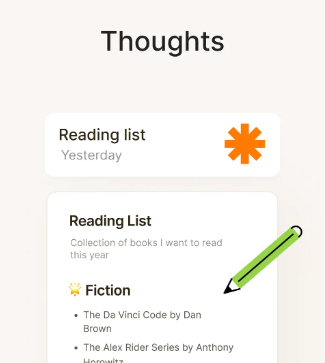 Thoughts
Reading list
Yesterday
Reading List
Collection of books I want to read
this year
Fiction
• The Da Vinci Code by Dan
Brown
• The Alex Rider Series by Anthony
Horowitz